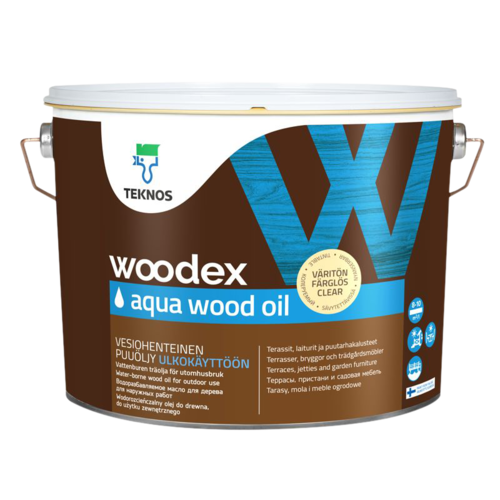 TEKNOS
woodex
aqua wood oil
VÄRITÖN
FÄRGLÖS
CLEAR
VESIOHENTEINEN
PUUÖLJY ULKOKÄYTTÖÖN
Vattenburen träolja för utomhusbruk
Water-borne wood oil for outdoor use
Водоразбавляемое масло для дерева
для наружных работ
Wodorozcieńczalny olej do drewna,
do użytku zewnętrznego
Terassit, laiturit ja puutarhakalusteet
Terrasser, bryggor och trädgårdsmöbler
Terraces, jetties and garden furniture
Террасы, пристани и садовая мебель
Tarasy, mola i meble ogrodowe
8-10